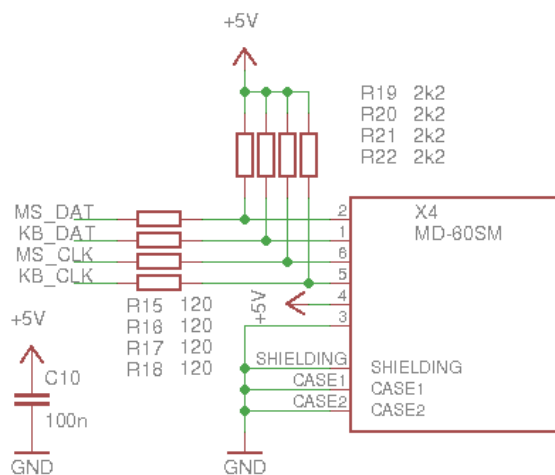 +5V
R19 2k2
R20 2k2
R21 2k2
R22 2k2
MS_DAT
KB_DAT
MS_CLK
KB_CLK
2
1
6
5
4
3
X4
MD-60SM
+5V
R15 120
R16 120
R17 120
R18 120
+5V
C10
100n
GND
SHIELDING
CASE1
CASE2
SHIELDING
CASE1
CASE2
GND